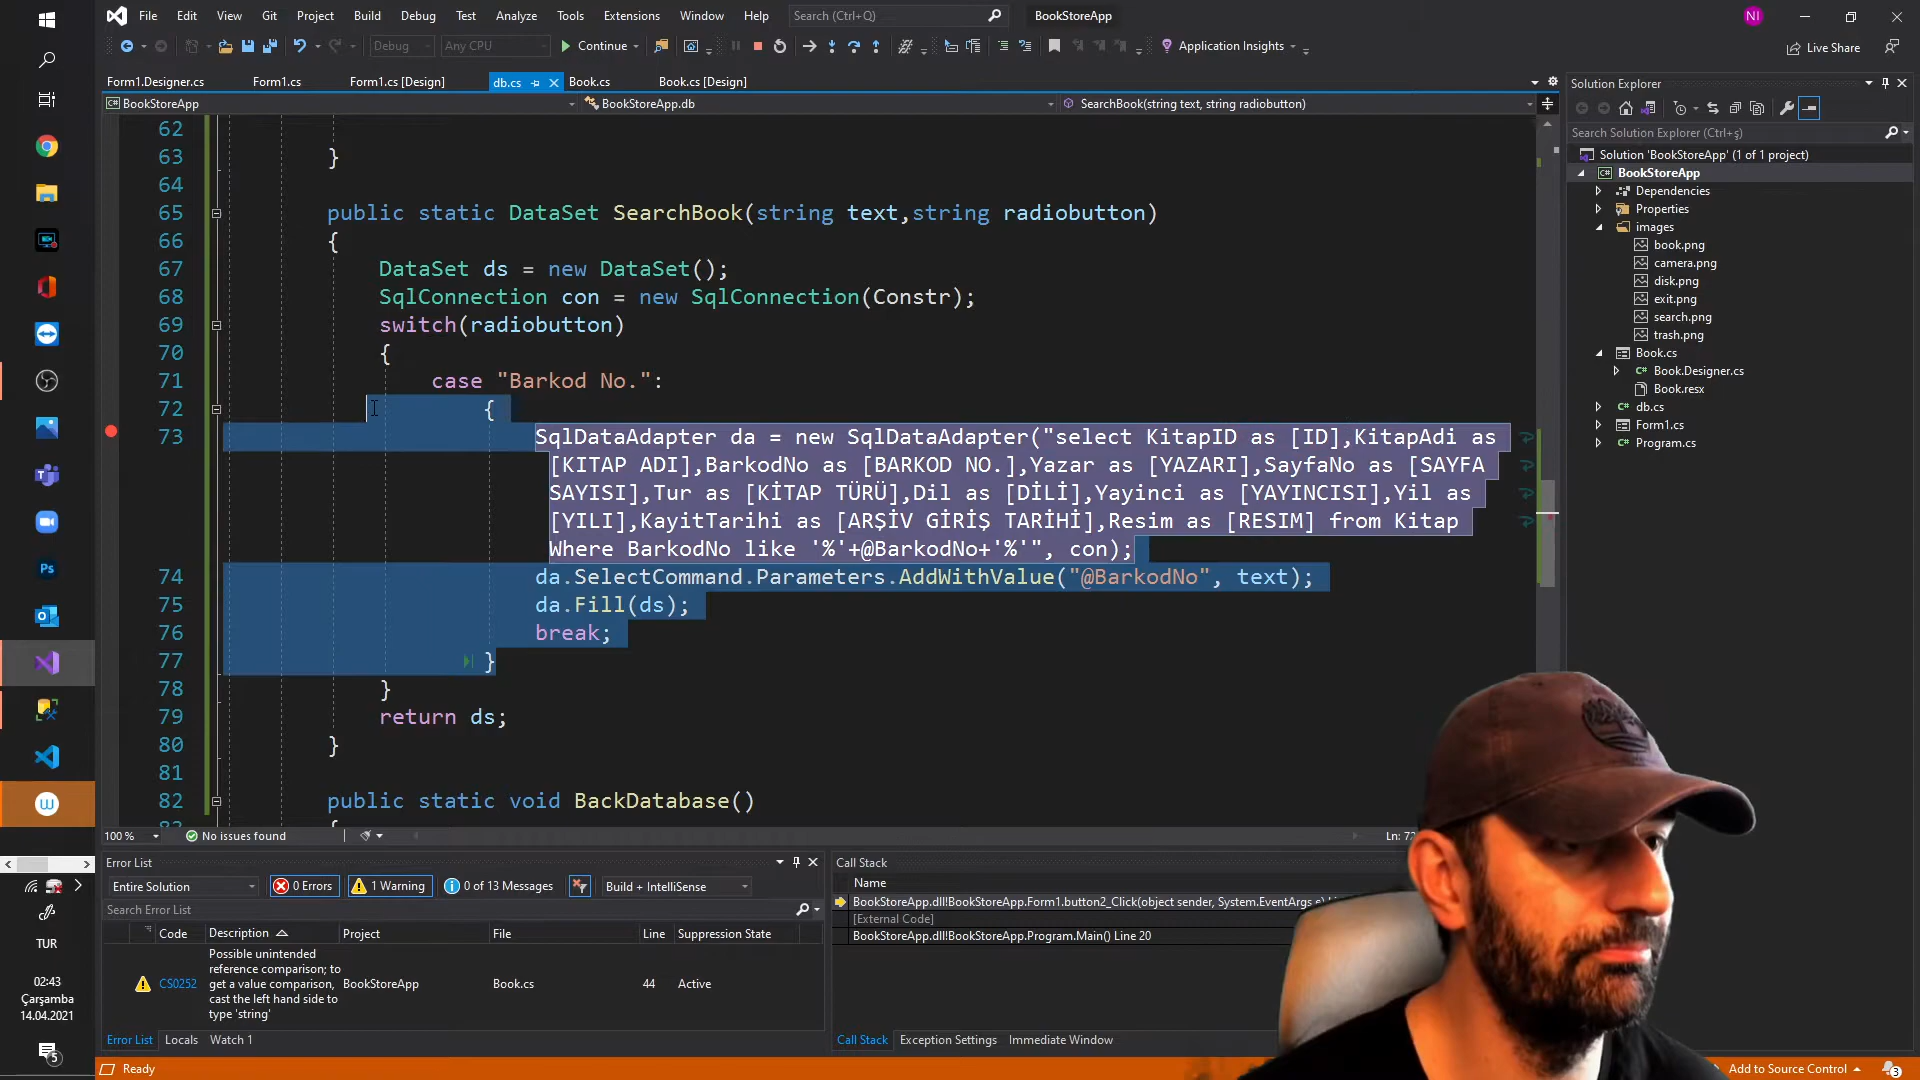 File Edit View Git Project Build Debug Test Analyze Tools Extensions Window Help Search (Ctrl+Q) BookStoreApp NI
Debug Any CPU Continue Application Insights Live Share
Form1.Designer.cs Form1.cs Form1.cs [Design] db.cs Book.cs Book.cs [Design]
BookStoreApp BookStoreApp.db SearchBook(string text, string radiobutton)
62
63 }
64
65 public static DataSet SearchBook(string text,string radiobutton)
66 {
67 DataSet ds = new DataSet();
68 SqlConnection con = new SqlConnection(Constr);
69 switch(radiobutton)
70 {
71 case "Barkod No.":
72 {
73 SqlDataAdapter da = new SqlDataAdapter("select KitapID as [ID],KitapAdi as
[KITAP ADI],BarkodNo as [BARKOD NO.],Yazar as [YAZARI],SayfaNo as [SAYFA
SAYISI],Tur as [KİTAP TÜRÜ],Dil as [DİLİ],Yayinci as [YAYINCISI],Yil as
[YILI],KayitTarihi as [ARŞİV GİRİŞ TARİHİ],Resim as [RESIM] from Kitap
Where BarkodNo like '%'+@BarkodNo+'%'", con);
74 da.SelectCommand.Parameters.AddWithValue("@BarkodNo", text);
75 da.Fill(ds);
76 break;
77 }
78 }
79 return ds;
80 }
81
82 public static void BackDatabase()
100 % No issues found Ln: 72
Solution Explorer
Search Solution Explorer (Ctrl+ş)
Solution 'BookStoreApp' (1 of 1 project)
BookStoreApp
Dependencies
Properties
images
book.png
camera.png
disk.png
exit.png
search.png
trash.png
Book.cs
Book.Designer.cs
Book.resx
db.cs
Form1.cs
Program.cs
Error List
Entire Solution 0 Errors 1 Warning 0 of 13 Messages Build + IntelliSense
Search Error List
Code Description Project File Line Suppression State
CS0252 Possible unintended
reference comparison; to
get a value comparison,
cast the left hand side to
type 'string'
BookStoreApp Book.cs 44 Active
Error List Locals Watch 1
Call Stack
Name
BookStoreApp.dll!BookStoreApp.Form1.button2_Click(object sender, System.EventArgs e)
[External Code]
BookStoreApp.dll!BookStoreApp.Program.Main() Line 20
Call Stack Exception Settings Immediate Window
Ready Add to Source Control 3
Ps
TUR
02:43
Çarşamba
14.04.2021
5